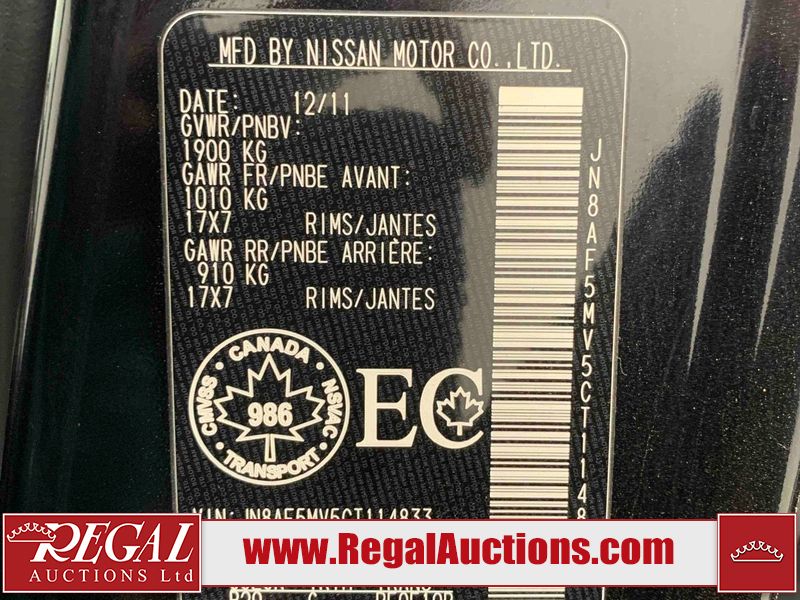 MFD BY NISSAN MOTOR CO.,LTD.
DATE: 12/11
GVWR/PNBV:
1900 KG
GAWR FR/PNBE AVANT:
1010 KG
17X7 RIMS/JANTES
GAWR RR/PNBE ARRIÈRE:
910 KG
17X7 RIMS/JANTES
JN8AF5MV5CT1148
CANADA
CMVSS
NSVAC
986
TRANSPORT
EC
VIN: JN8AF5MV5CT114833
REGAL
AUCTIONS Ltd
www.RegalAuctions.com